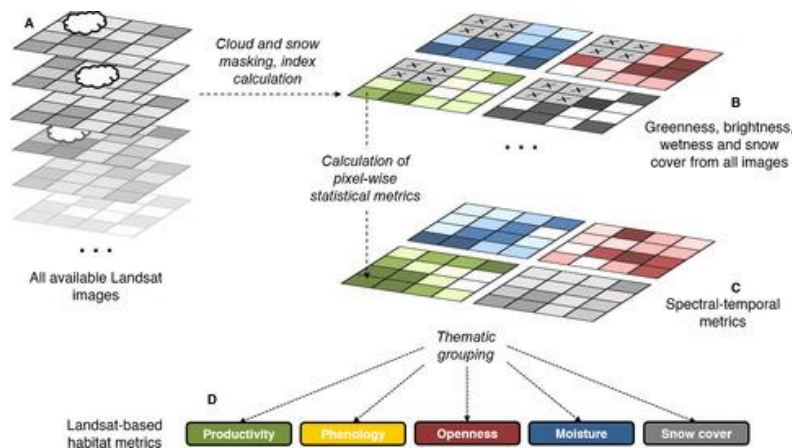 A
Cloud and snow
masking, index
calculation
B
Greenness, brightness,
wetness and snow
cover from all images
Calculation of
pixel-wise
statistical metrics
All available Landsat
images
C
Spectral-temporal
metrics
Thematic
grouping
D
Landsat-based
habitat metrics
Productivity
Phenology
Openness
Moisture
Snow cover